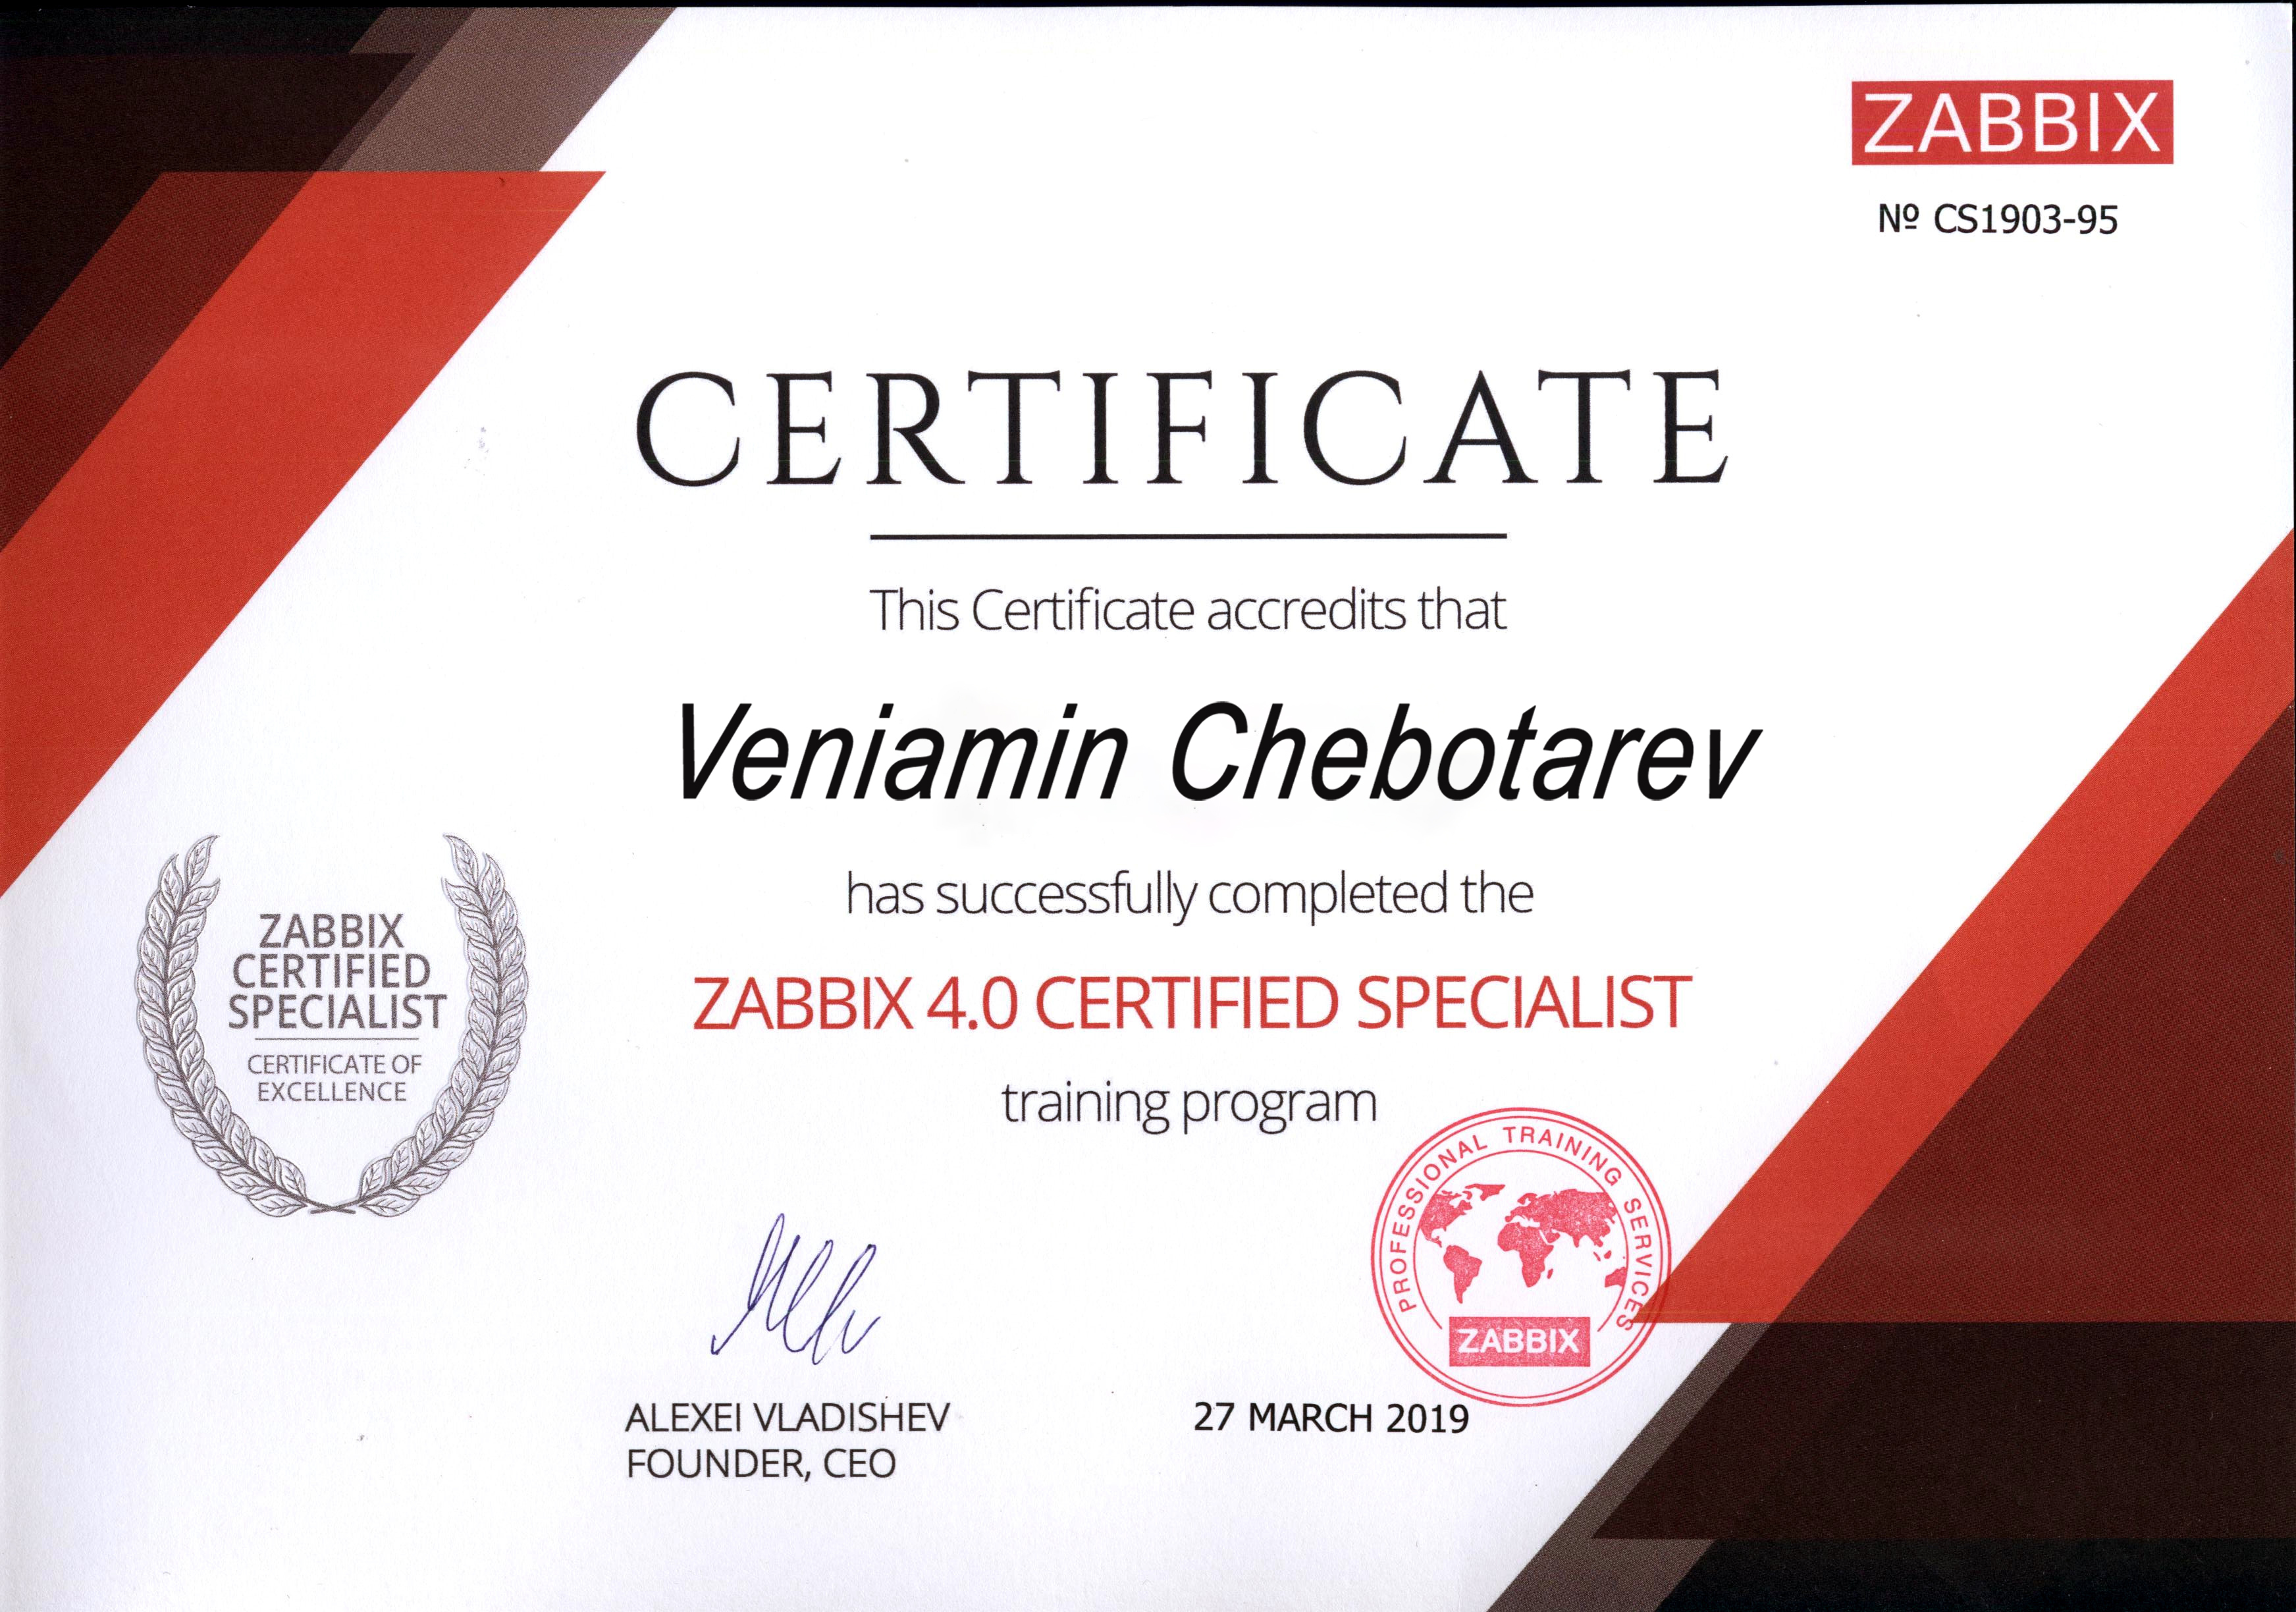 ZABBIX
Nº CS1903-95
CERTIFICATE
This Certificate accredits that
Veniamin Chebotarev
has successfully completed the
ZABBIX 4.0 CERTIFIED SPECIALIST
training program
ZABBIX
CERTIFIED
SPECIALIST
CERTIFICATE OF
EXCELLENCE
PROFESSIONAL TRAINING SERVICES
ZABBIX
ALEXEI VLADISHEV
FOUNDER, CEO
27 MARCH 2019